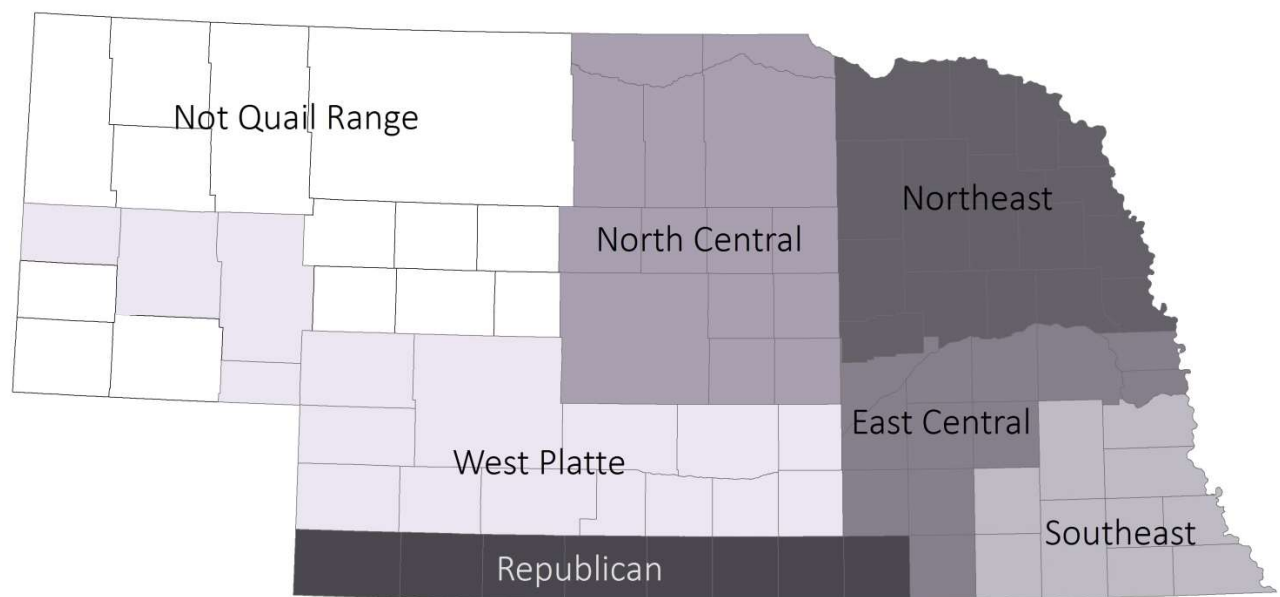 Not Quail Range
Northeast
North Central
East Central
West Platte
Southeast
Republican